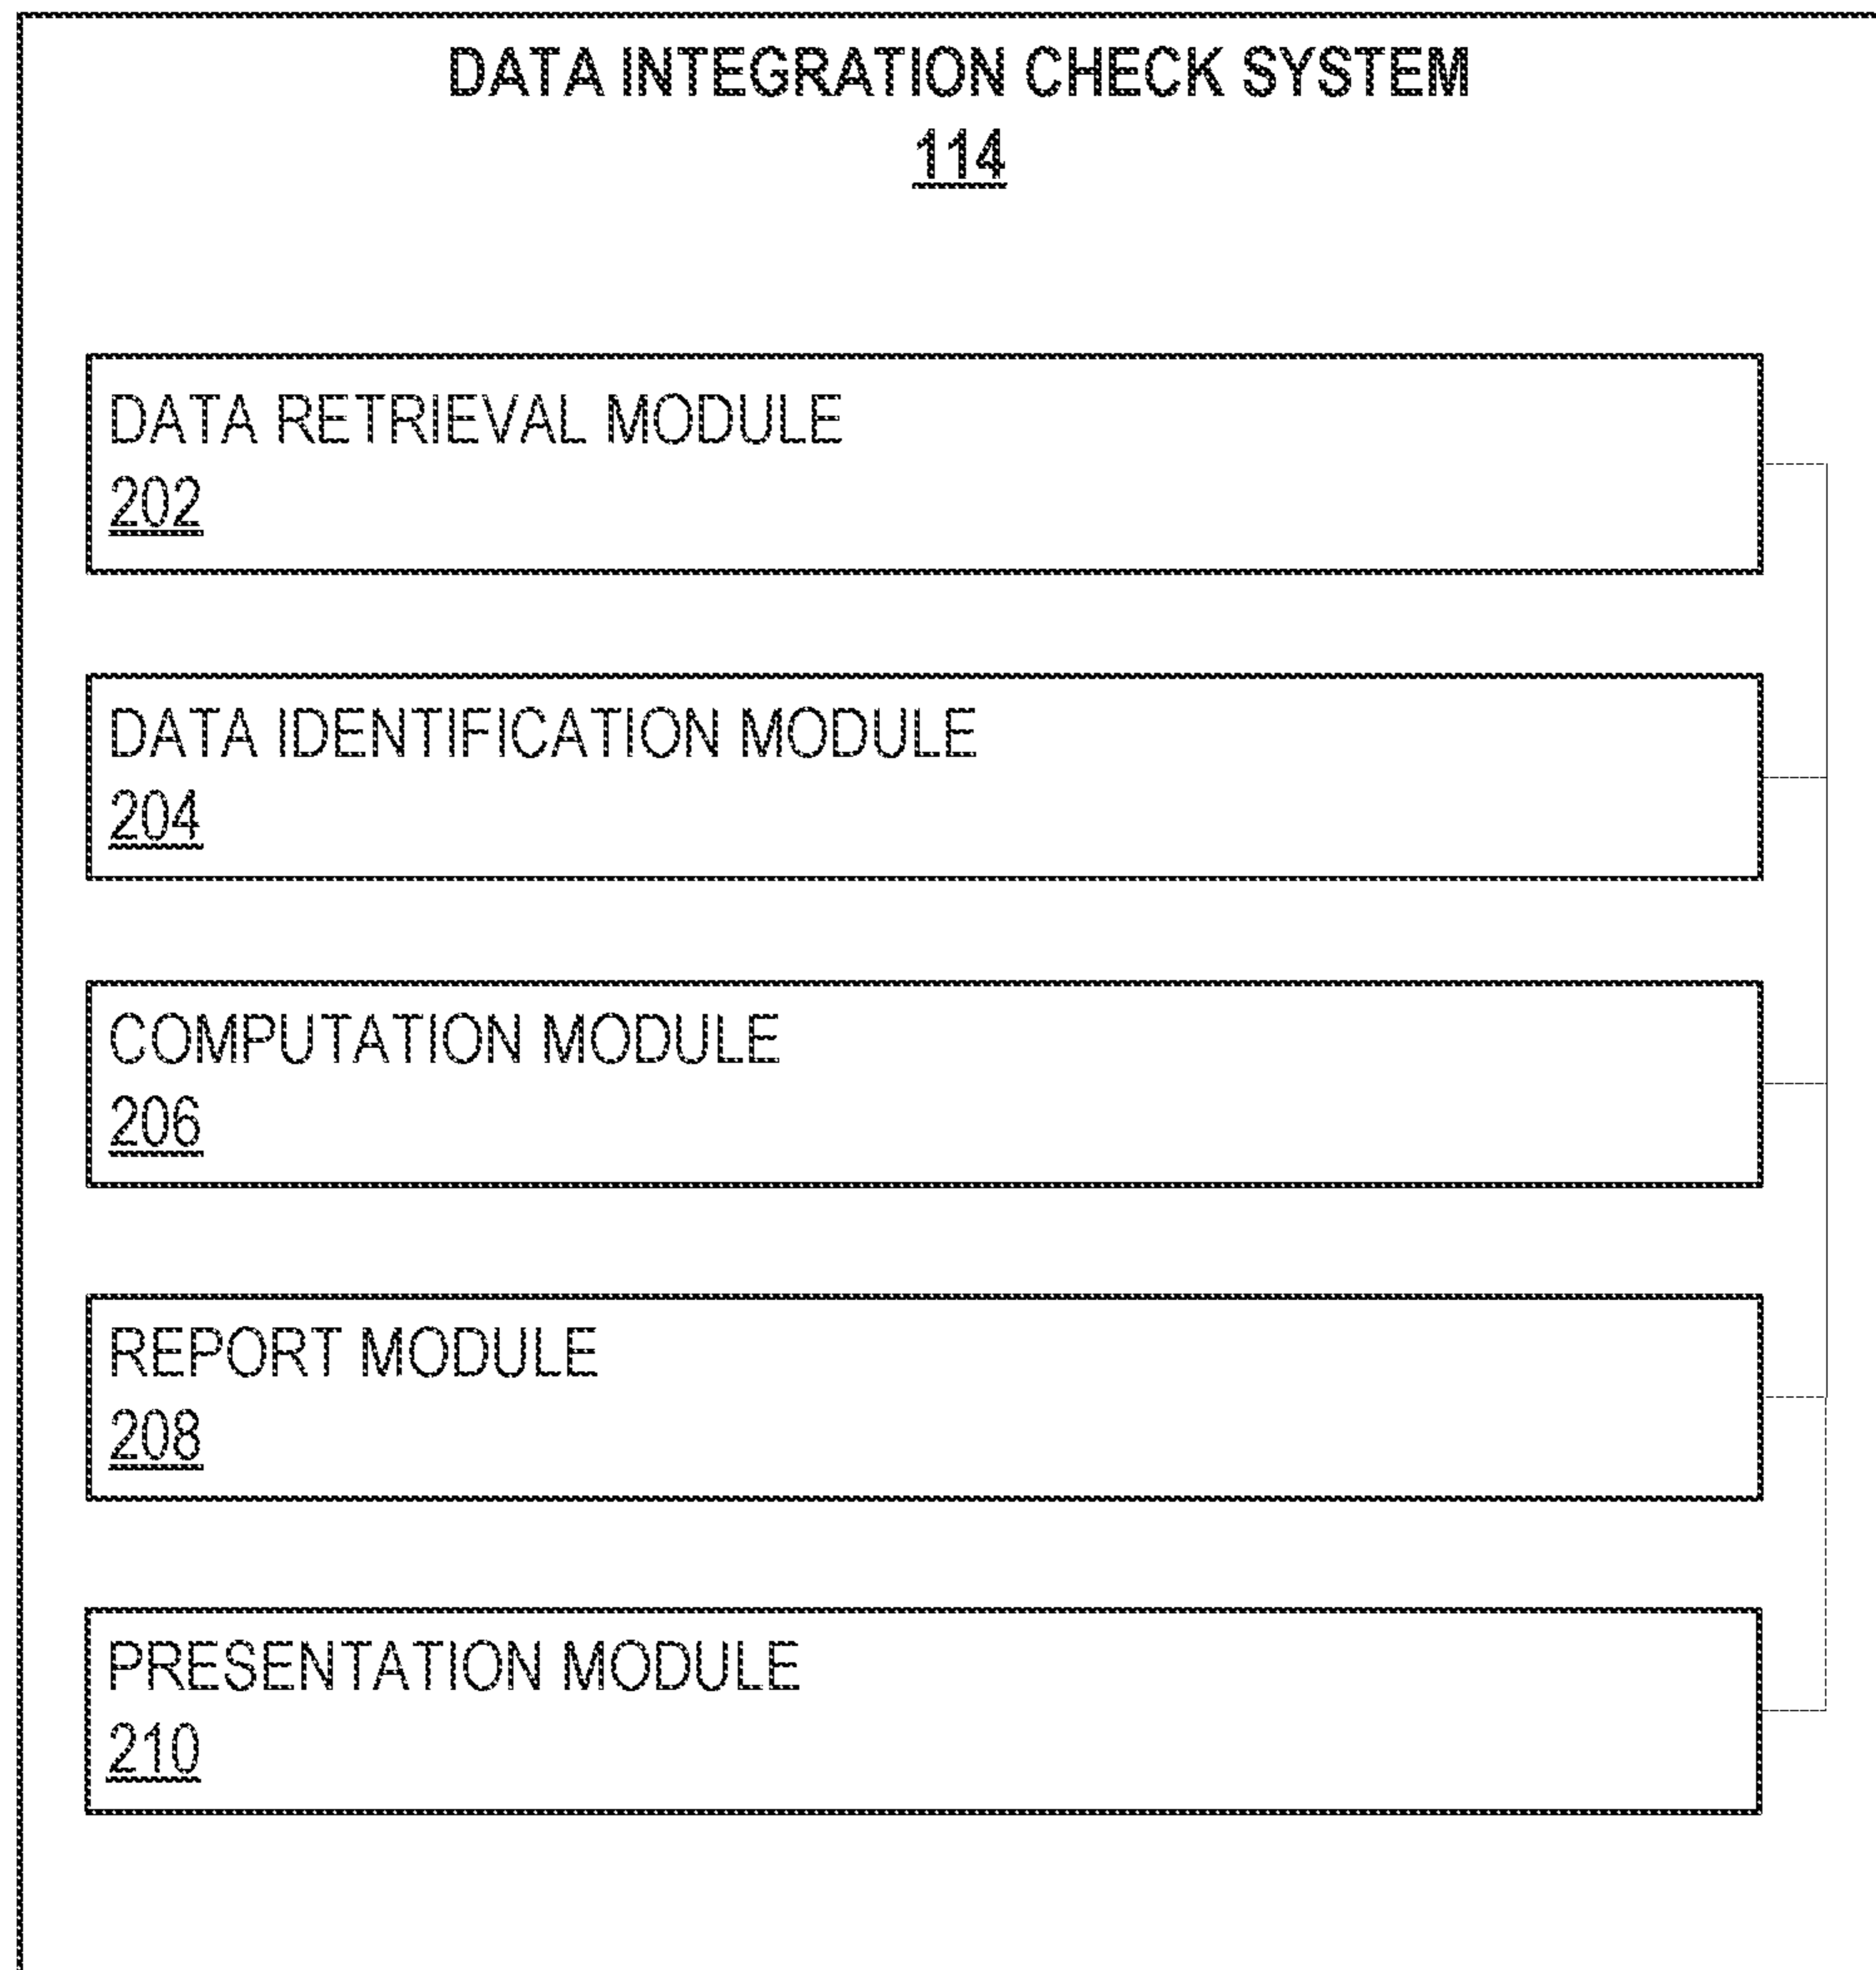 DATA INTEGRATION CHECK SYSTEM
114
DATA RETRIEVAL MODULE
202
DATA IDENTIFICATION MODULE
204
COMPUTATION MODULE
206
REPORT MODULE
208
PRESENTATION MODULE
210